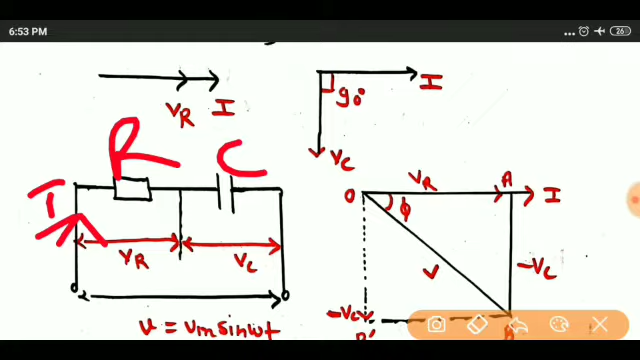 6:53 PM
26
VR I
I
90°
VC
R C
I
VR VC
v = vm sin ωt
O VR A I
ϕ
V
-VC
-VC
B